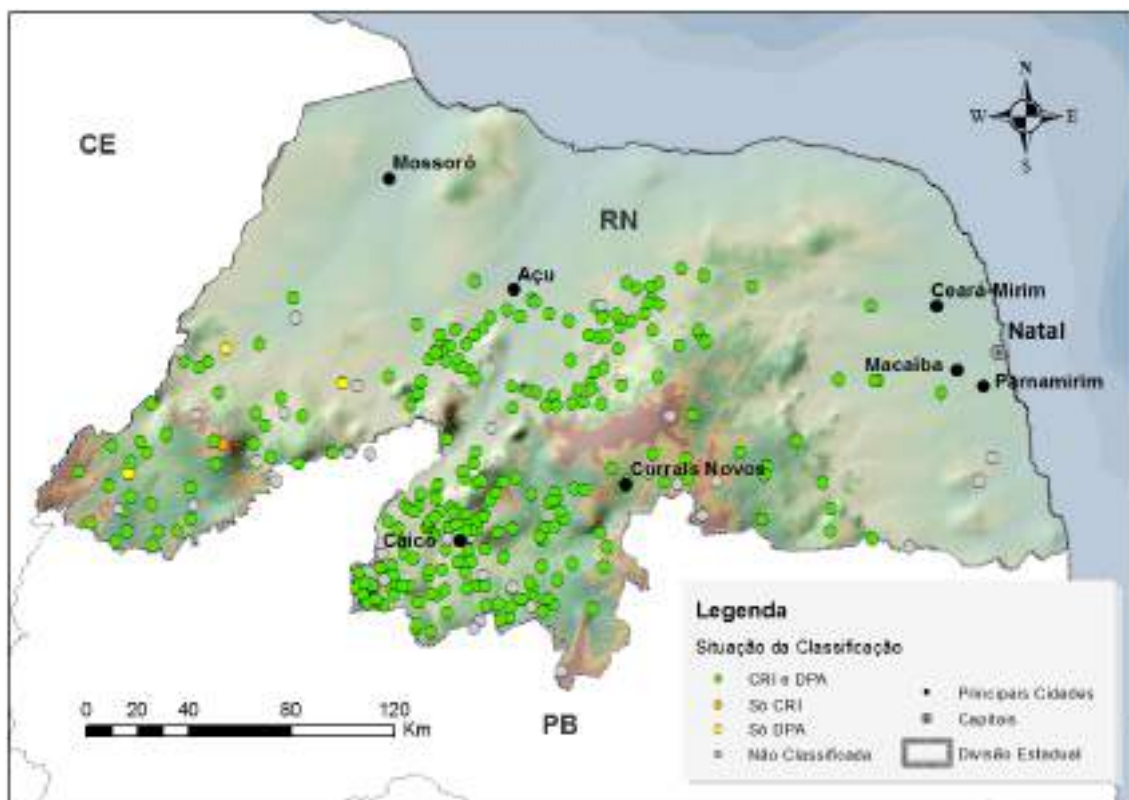 N
W E
S
CE
Mossoró
RN
Açu
Ceará-Mirim
Natal
Macaíba
Parnamirim
Currais Novos
Caicó
PB
0 20 40 80 120
Km
Legenda
Situação da Classificação
CRI e DPA
Só CRI
Só DPA
Não Classificada
Principais Cidades
Capitais
Divisão Estadual